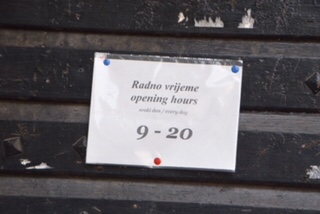 Radno vrijeme
opening hours
svaki dan / every day
9 - 20